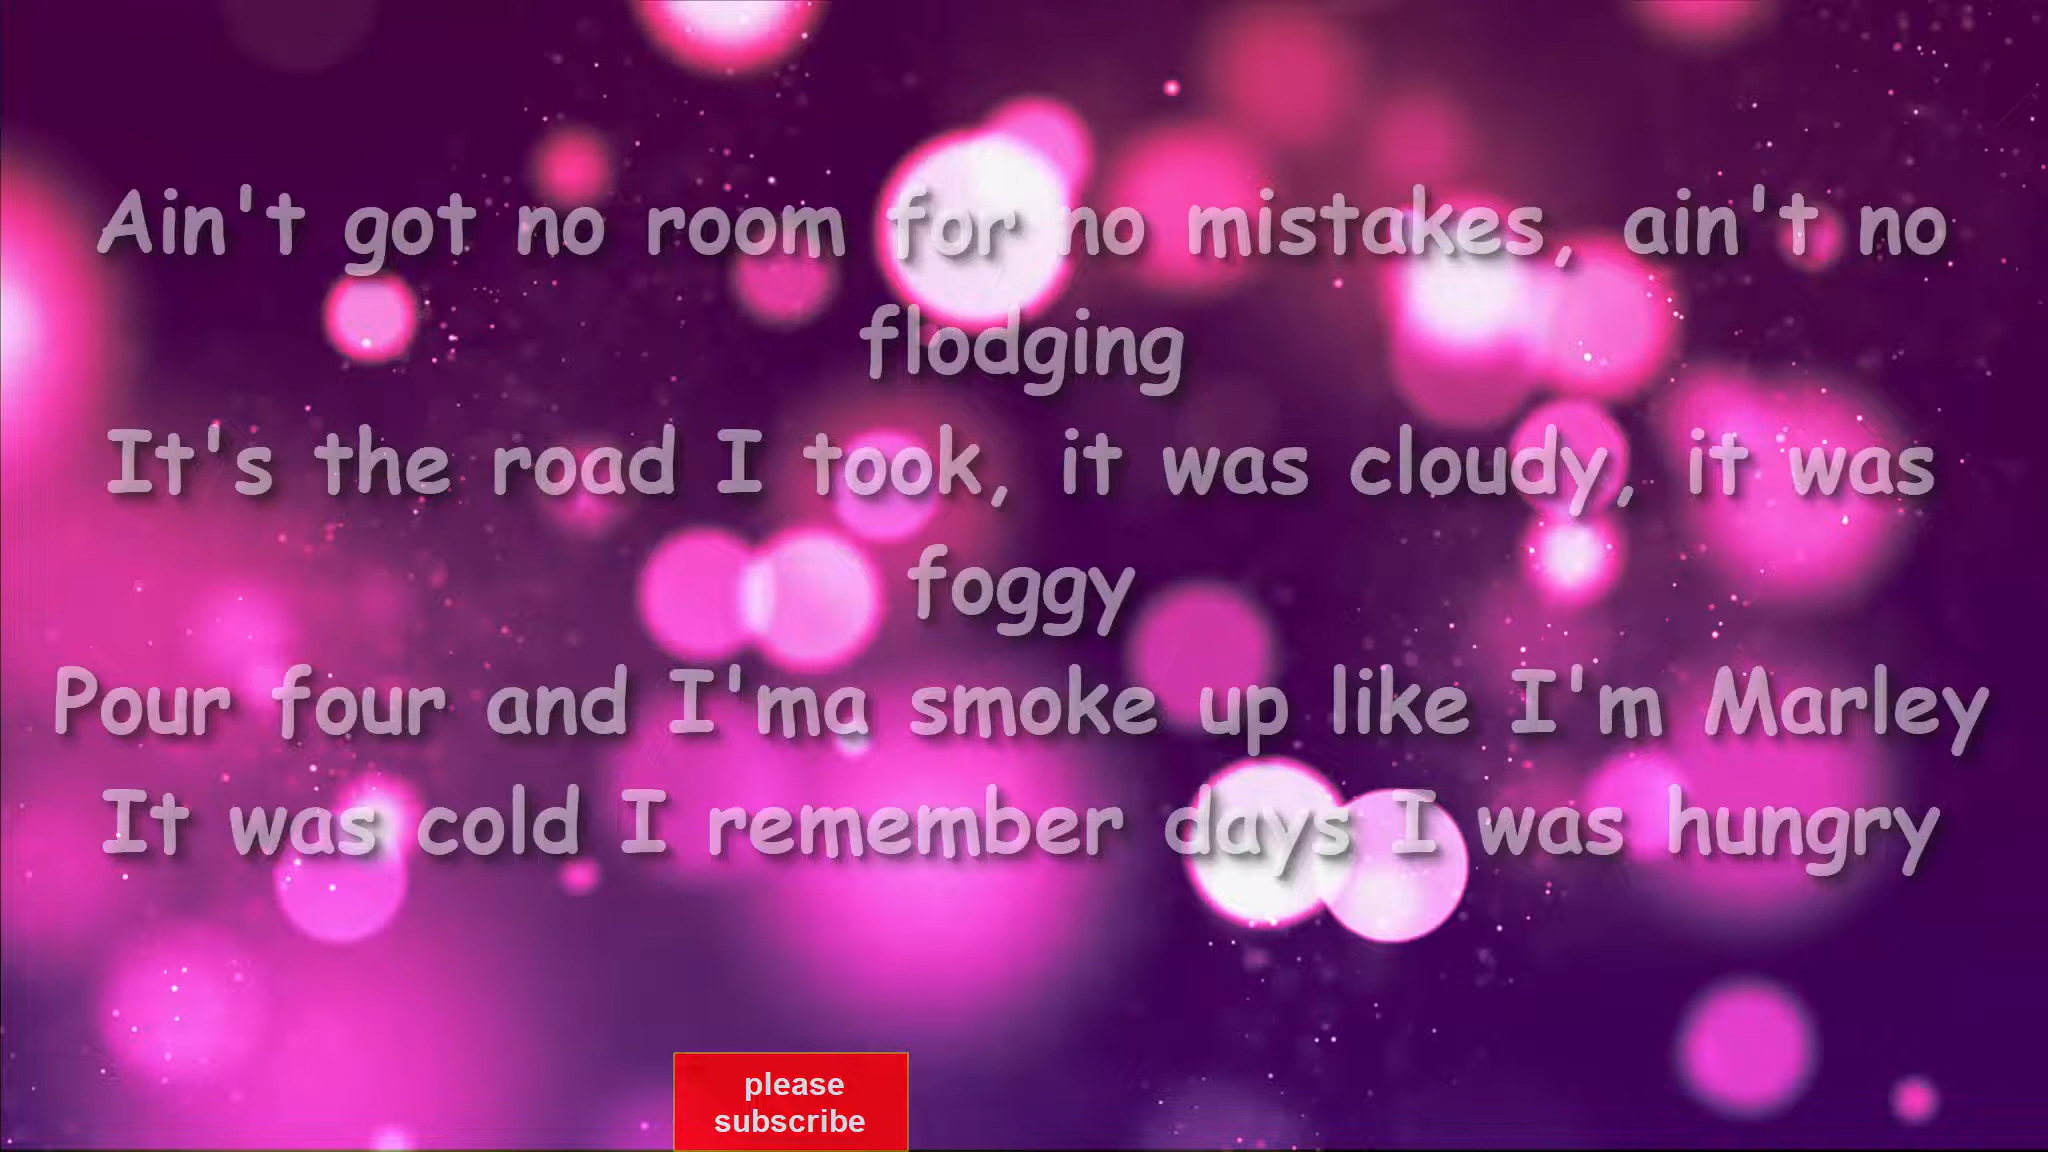 Ain't got no room for no mistakes, ain't no
flodging
It's the road I took, it was cloudy, it was
foggy
Pour four and I'ma smoke up like I'm Marley
It was cold I remember days I was hungry
please
subscribe